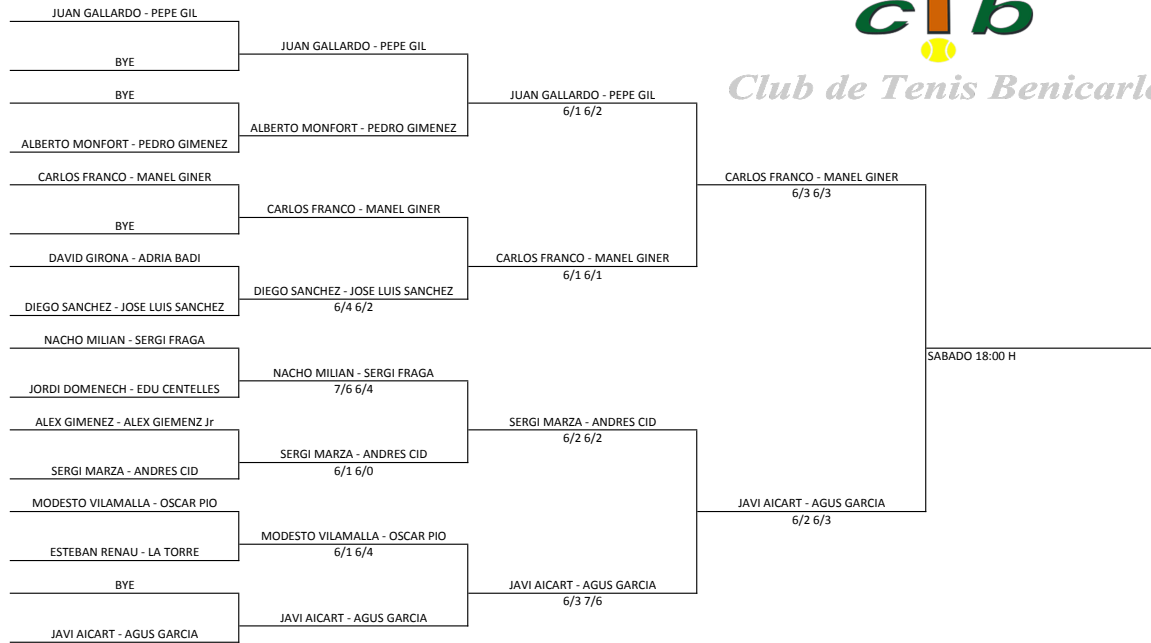 JUAN GALLARDO - PEPE GIL
BYE
BYE
ALBERTO MONFORT - PEDRO GIMENEZ
CARLOS FRANCO - MANEL GINER
BYE
DAVID GIRONA - ADRIA BADI
DIEGO SANCHEZ - JOSE LUIS SANCHEZ
NACHO MILIAN - SERGI FRAGA
JORDI DOMENECH - EDU CENTELLES
ALEX GIMENEZ - ALEX GIEMENZ Jr
SERGI MARZA - ANDRES CID
MODESTO VILAMALLA - OSCAR PIO
ESTEBAN RENAU - LA TORRE
BYE
JAVI AICART - AGUS GARCIA
JUAN GALLARDO - PEPE GIL
ALBERTO MONFORT - PEDRO GIMENEZ
CARLOS FRANCO - MANEL GINER
DIEGO SANCHEZ - JOSE LUIS SANCHEZ
6/4 6/2
NACHO MILIAN - SERGI FRAGA
7/6 6/4
SERGI MARZA - ANDRES CID
6/1 6/0
MODESTO VILAMALLA - OSCAR PIO
6/1 6/4
JAVI AICART - AGUS GARCIA
JUAN GALLARDO - PEPE GIL
6/1 6/2
CARLOS FRANCO - MANEL GINER
6/1 6/1
SERGI MARZA - ANDRES CID
6/2 6/2
JAVI AICART - AGUS GARCIA
6/3 7/6
CARLOS FRANCO - MANEL GINER
6/3 6/3
JAVI AICART - AGUS GARCIA
6/2 6/3
SABADO 18:00 H
ctb
Club de Tenis Benicarlo